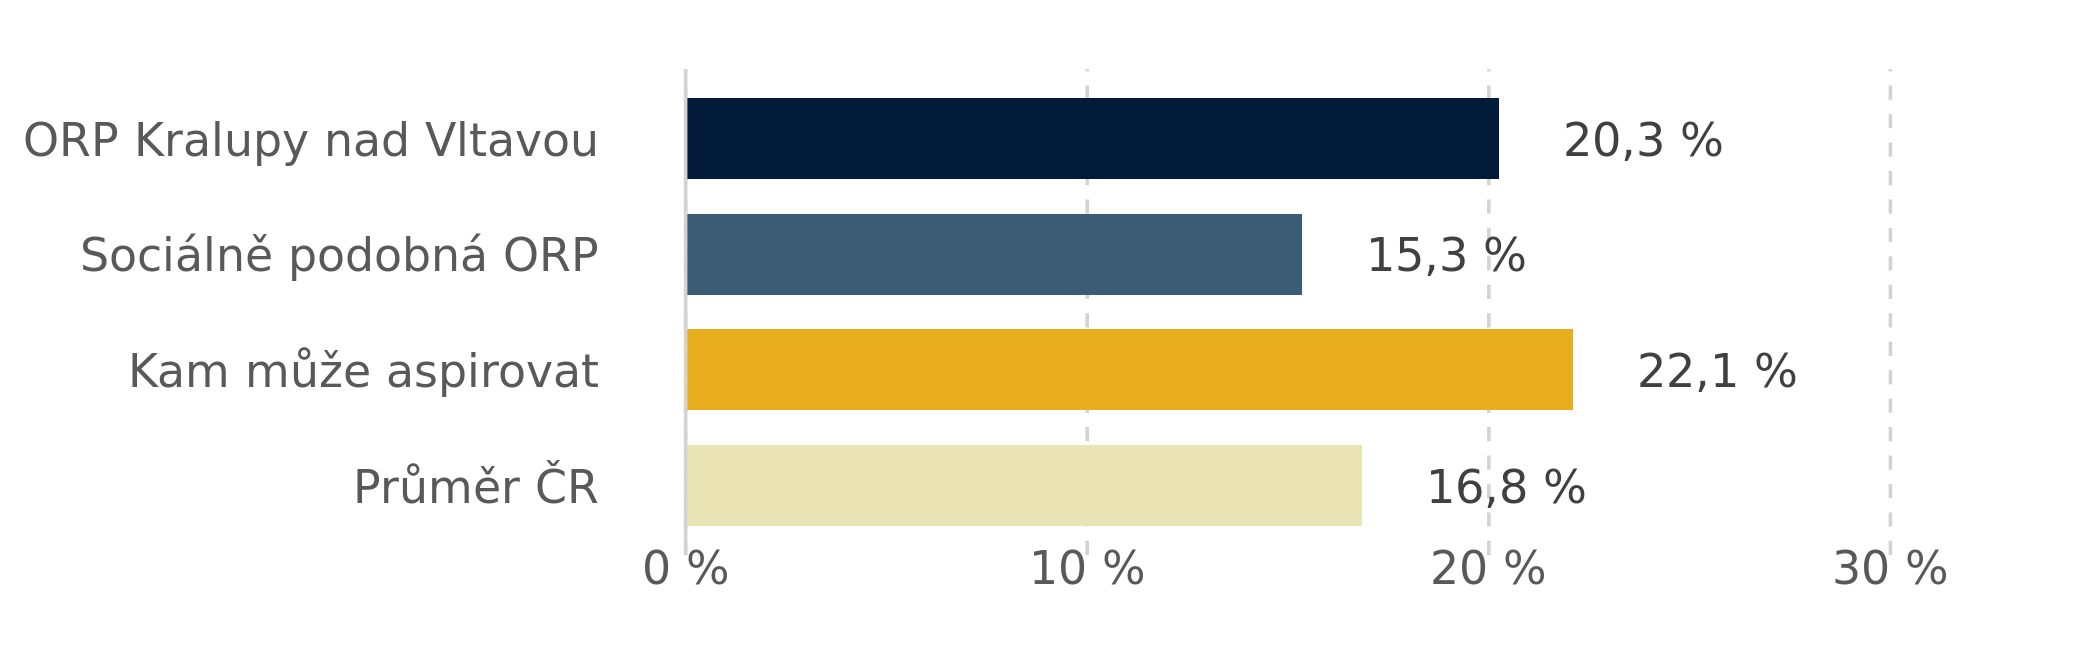 ORP Kralupy nad Vltavou 20,3 %
Sociálně podobná ORP 15,3 %
Kam může aspirovat 22,1 %
Průměr ČR 16,8 %
0 % 10 % 20 % 30 %